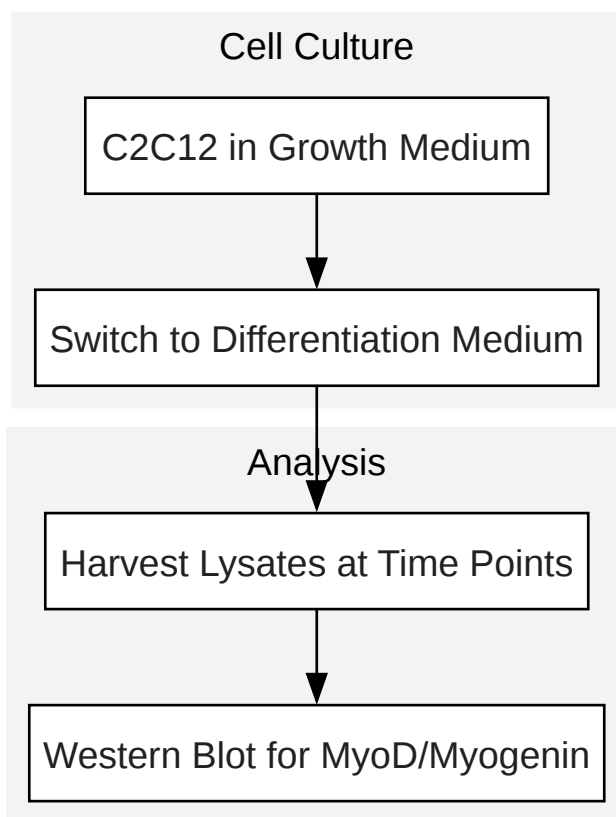 Cell Culture
C2C12 in Growth Medium
Switch to Differentiation Medium
Analysis
Harvest Lysates at Time Points
Western Blot for MyoD/Myogenin